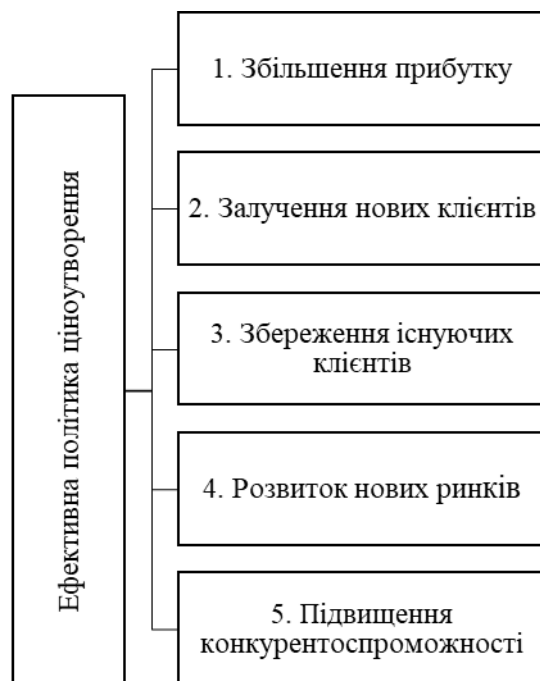 Ефективна політика ціноутворення
1. Збільшення прибутку
2. Залучення нових клієнтів
3. Збереження існуючих
клієнтів
4. Розвиток нових ринків
5. Підвищення
конкурентоспроможності